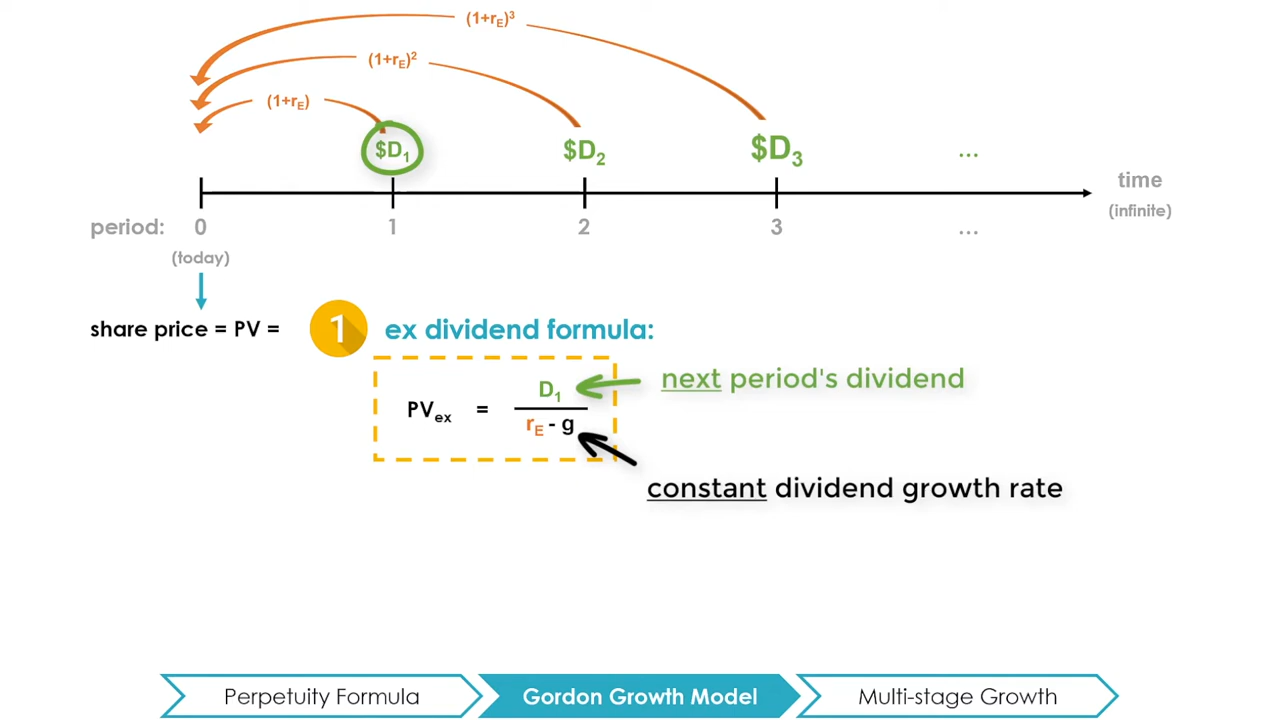 (1+rE)³
(1+rE)²
(1+rE)
$D₁ $D₂ $D₃ ...
time
(infinite)
period: 0 1 2 3 ...
(today)
share price = PV = 1 ex dividend formula:
next period's dividend
D₁
PVex = 
rE - g
constant dividend growth rate
Perpetuity Formula Gordon Growth Model Multi-stage Growth